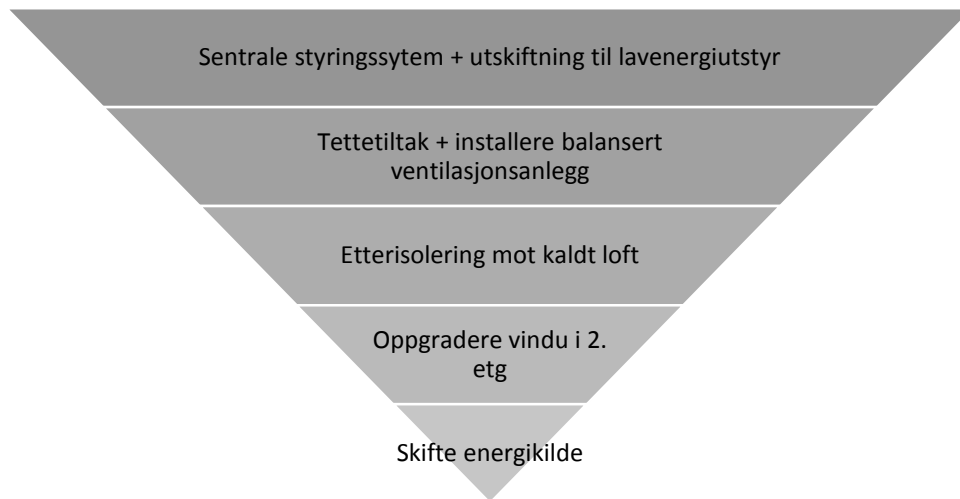 Sentrale styringssytem + utskiftning til lavenergiutstyr
Tettetiltak + installere balansert
ventilasjonsanlegg
Etterisolering mot kaldt loft
Oppgradere vindu i 2.
etg
Skifte energikilde